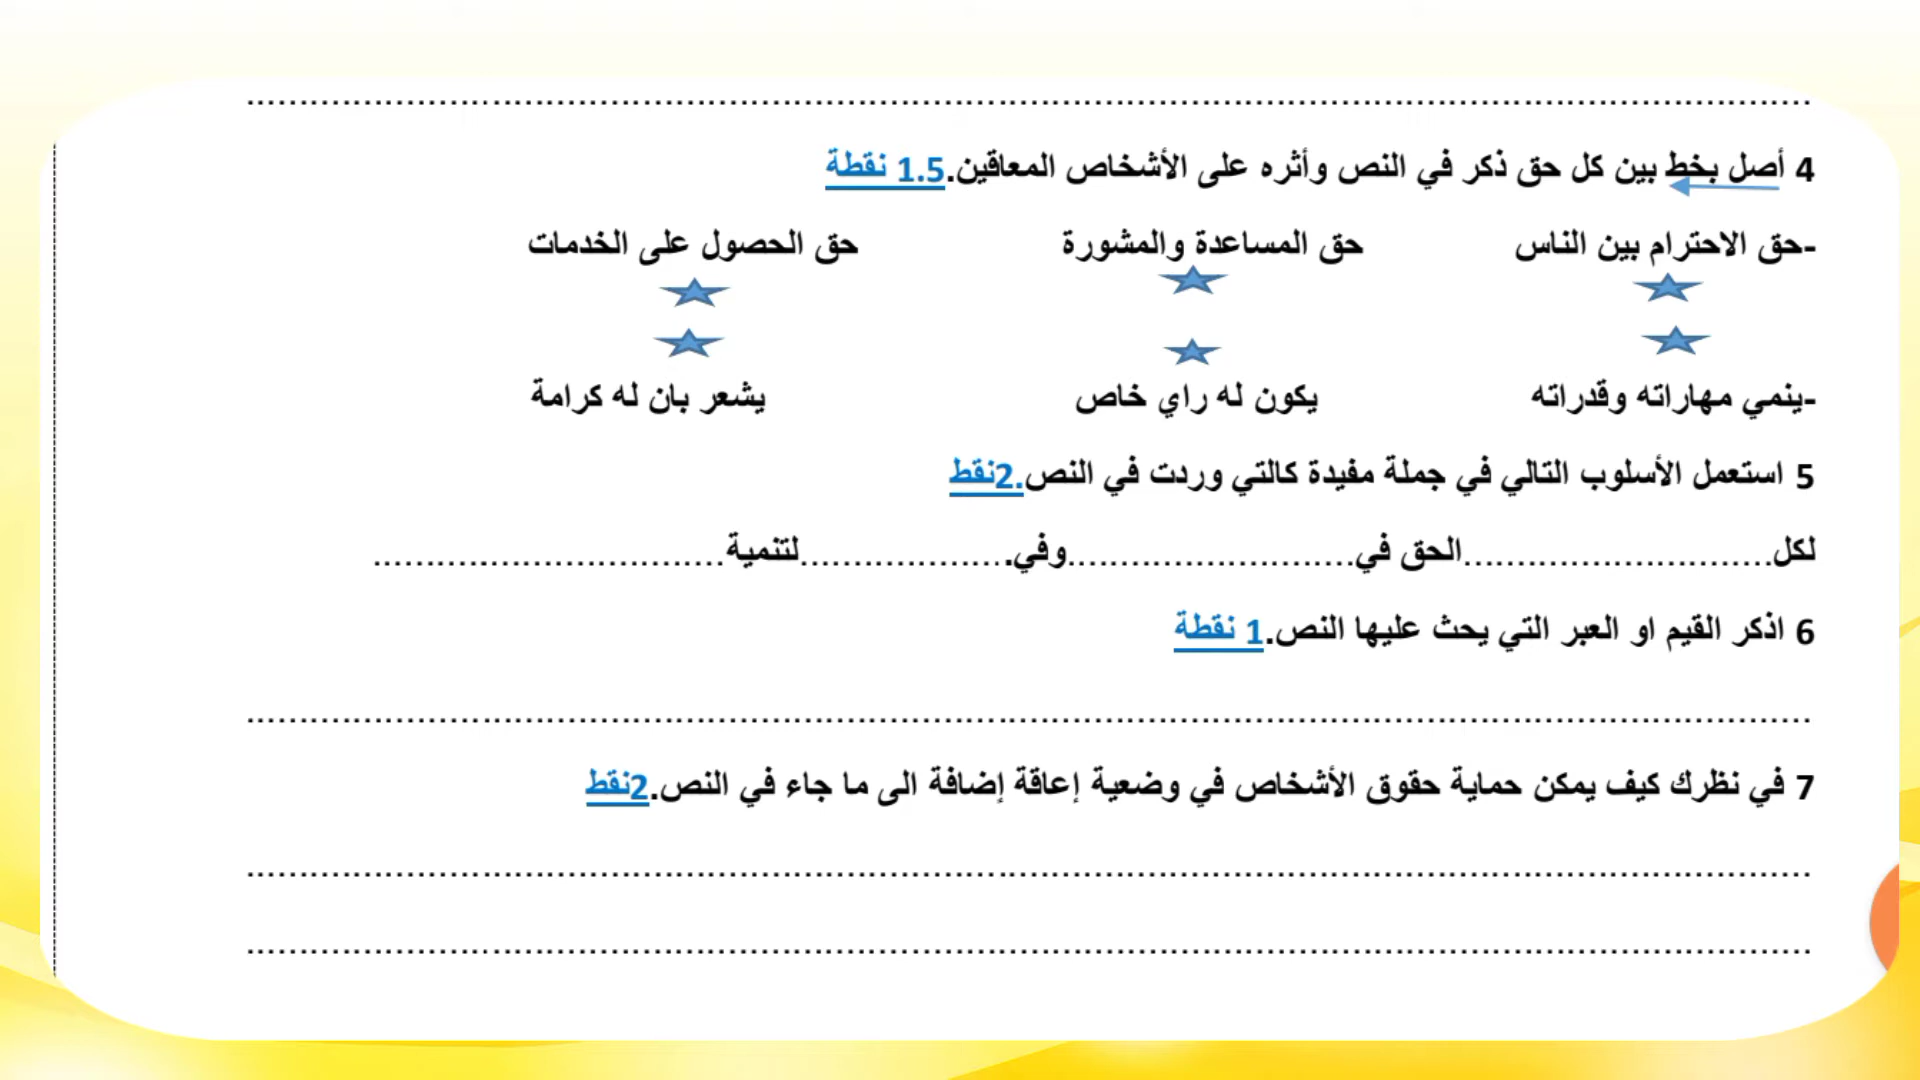 4 أصل بخط بين كل حق ذكر في النص وأثره على الأشخاص المعاقين.1.5 نقطة
-حق الاحترام بين الناس حق المساعدة والمشورة حق الحصول على الخدمات
-ينمي مهاراته وقدراته يكون له راي خاص يشعر بان له كرامة
5 استعمل الأسلوب التالي في جملة مفيدة كالتي وردت في النص.2نقط
لكل.............................الحق في...........................وفي...................لتنمية.................................
6 اذكر القيم او العبر التي يحث عليها النص.1 نقطة
7 في نظرك كيف يمكن حماية حقوق الأشخاص في وضعية إعاقة إضافة الى ما جاء في النص.2نقط